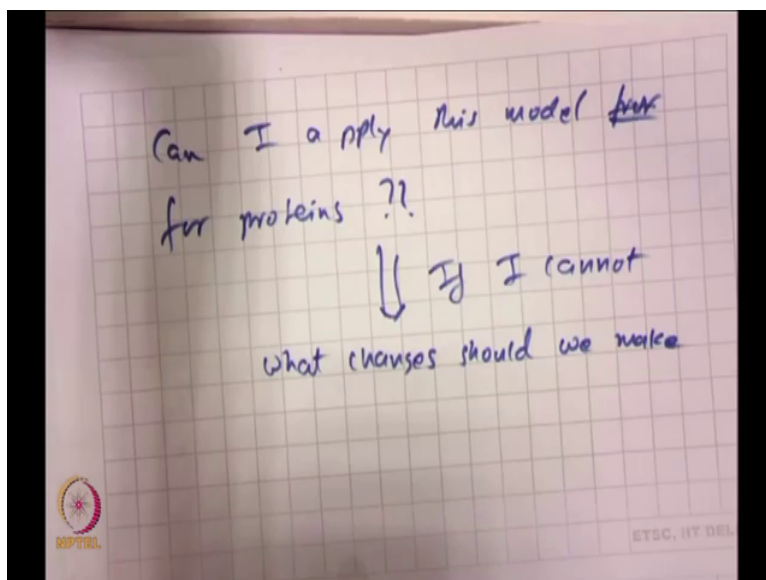 Can I apply this model for
for proteins ??
If I cannot
what changes should we make
NPTEL
ETSC, IIT DEL